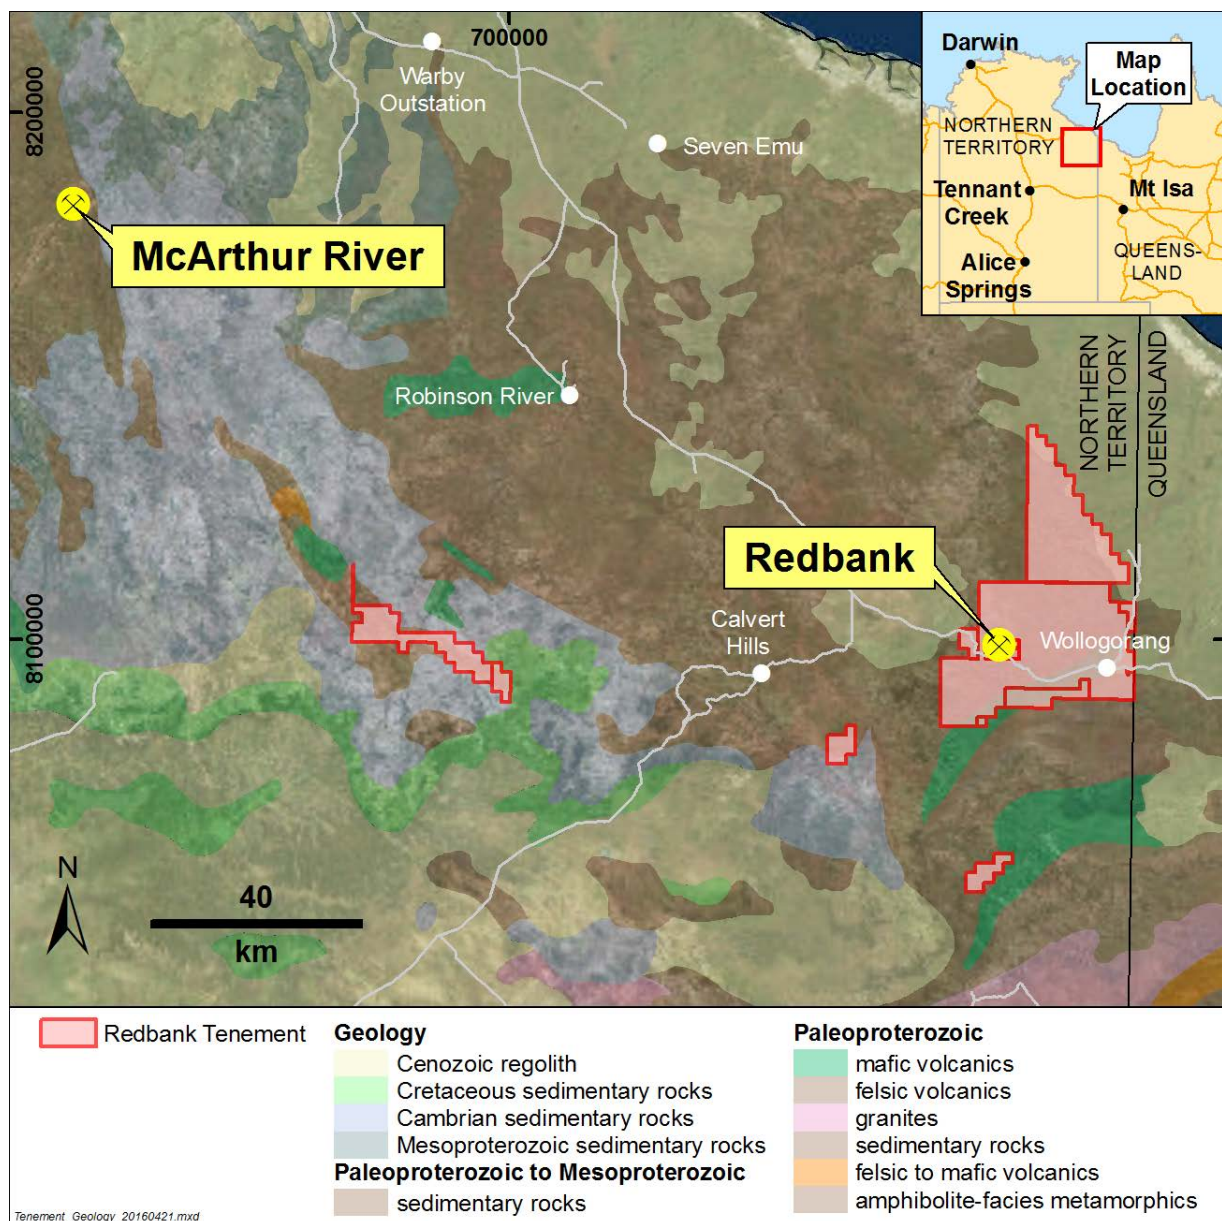 700000
8200000
8100000
Warby
Outstation
Seven Emu
McArthur River
Robinson River
Redbank
Calvert
Hills
Wollogorang
NORTHERN
TERRITORY
QUEENSLAND
Darwin
Map
Location
NORTHERN
TERRITORY
Tennant
Creek
Mt Isa
QUEENS-
LAND
Alice
Springs
N
40
km
Redbank Tenement
Geology
Cenozoic regolith
Cretaceous sedimentary rocks
Cambrian sedimentary rocks
Mesoproterozoic sedimentary rocks
Paleoproterozoic to Mesoproterozoic
sedimentary rocks
Paleoproterozoic
mafic volcanics
felsic volcanics
granites
sedimentary rocks
felsic to mafic volcanics
amphibolite-facies metamorphics
Tenement_Geology_20160421.mxd